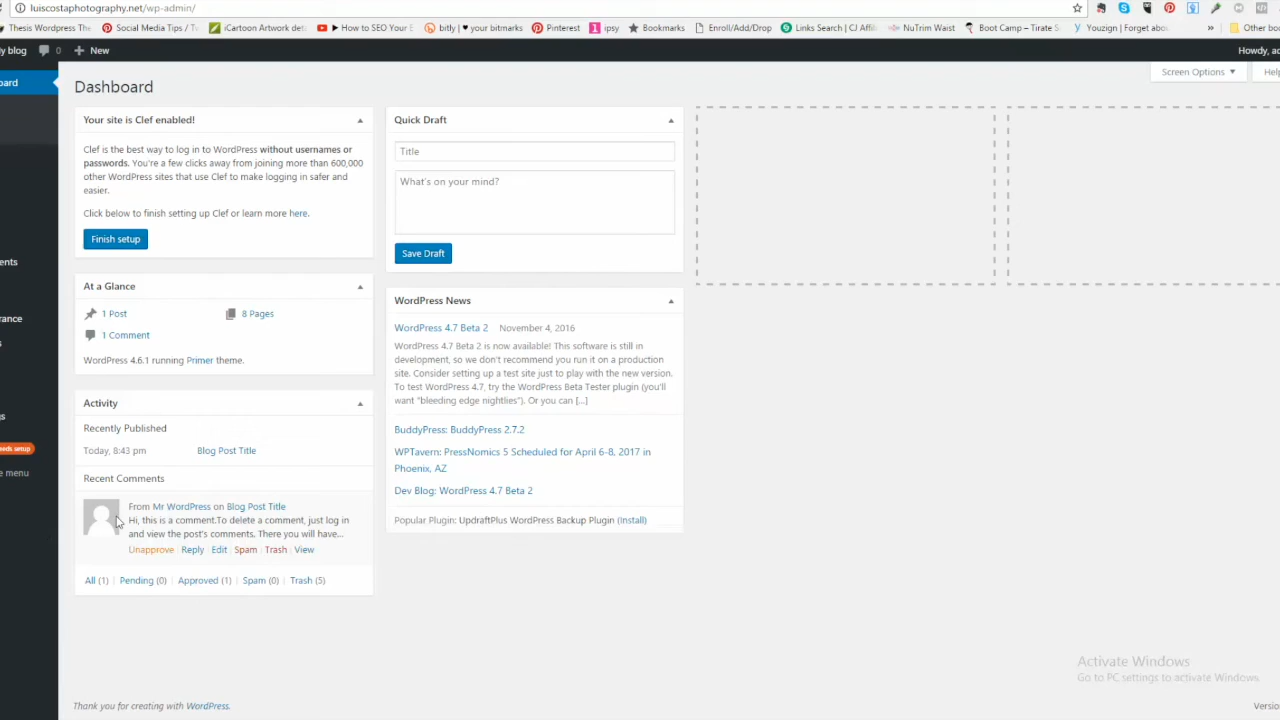 luiscostaphotography.net/wp-admin/
Thesis Wordpress The Social Media Tips / T iCartoon Artwork det How to SEO Your E bitly | ♥ your bitmarks Pinterest ipsy Bookmarks Enroll/Add/Drop Links Search | CJ Affil NuTrim Waist Boot Camp – Tirate S Youzign | Forget abo » Other bo
y blog 0 + New Howdy, ad
oard
Screen Options ▼ Help
Dashboard
Your site is Clef enabled!
Clef is the best way to log in to WordPress without usernames or
passwords. You're a few clicks away from joining more than 600,000
other WordPress sites that use Clef to make logging in safer and
easier.
Click below to finish setting up Clef or learn more here.
Finish setup
At a Glance
1 Post 8 Pages
1 Comment
WordPress 4.6.1 running Primer theme.
Activity
Recently Published
Today, 8:43 pm Blog Post Title
Recent Comments
From Mr WordPress on Blog Post Title
Hi, this is a comment.To delete a comment, just log in
and view the post's comments. There you will have...
Unapprove | Reply | Edit | Spam | Trash | View
All (1) | Pending (0) | Approved (1) | Spam (0) | Trash (5)
Quick Draft
Title
What's on your mind?
Save Draft
WordPress News
WordPress 4.7 Beta 2 November 4, 2016
WordPress 4.7 Beta 2 is now available! This software is still in
development, so we don't recommend you run it on a production
site. Consider setting up a test site just to play with the new version.
To test WordPress 4.7, try the WordPress Beta Tester plugin (you'll
want "bleeding edge nightlies"). Or you can [...]
BuddyPress: BuddyPress 2.7.2
WPTavern: PressNomics 5 Scheduled for April 6-8, 2017 in
Phoenix, AZ
Dev Blog: WordPress 4.7 Beta 2
Popular Plugin: UpdraftPlus WordPress Backup Plugin (Install)
ents
rance
s
gs
eeds setup
e menu
Activate Windows
Go to PC settings to activate Windows.
Thank you for creating with WordPress.
Versio